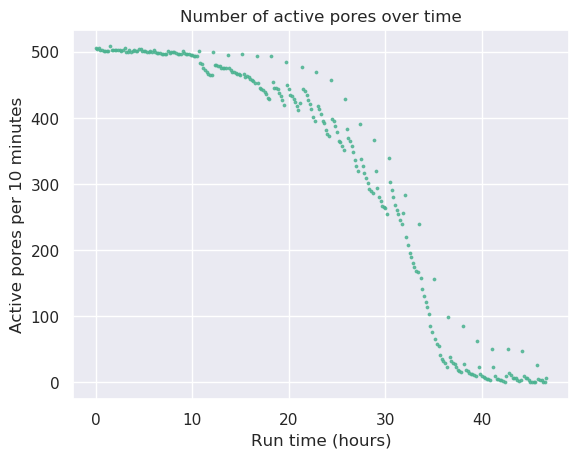 Number of active pores over time
Active pores per 10 minutes
500
400
300
200
100
0
0 10 20 30 40
Run time (hours)